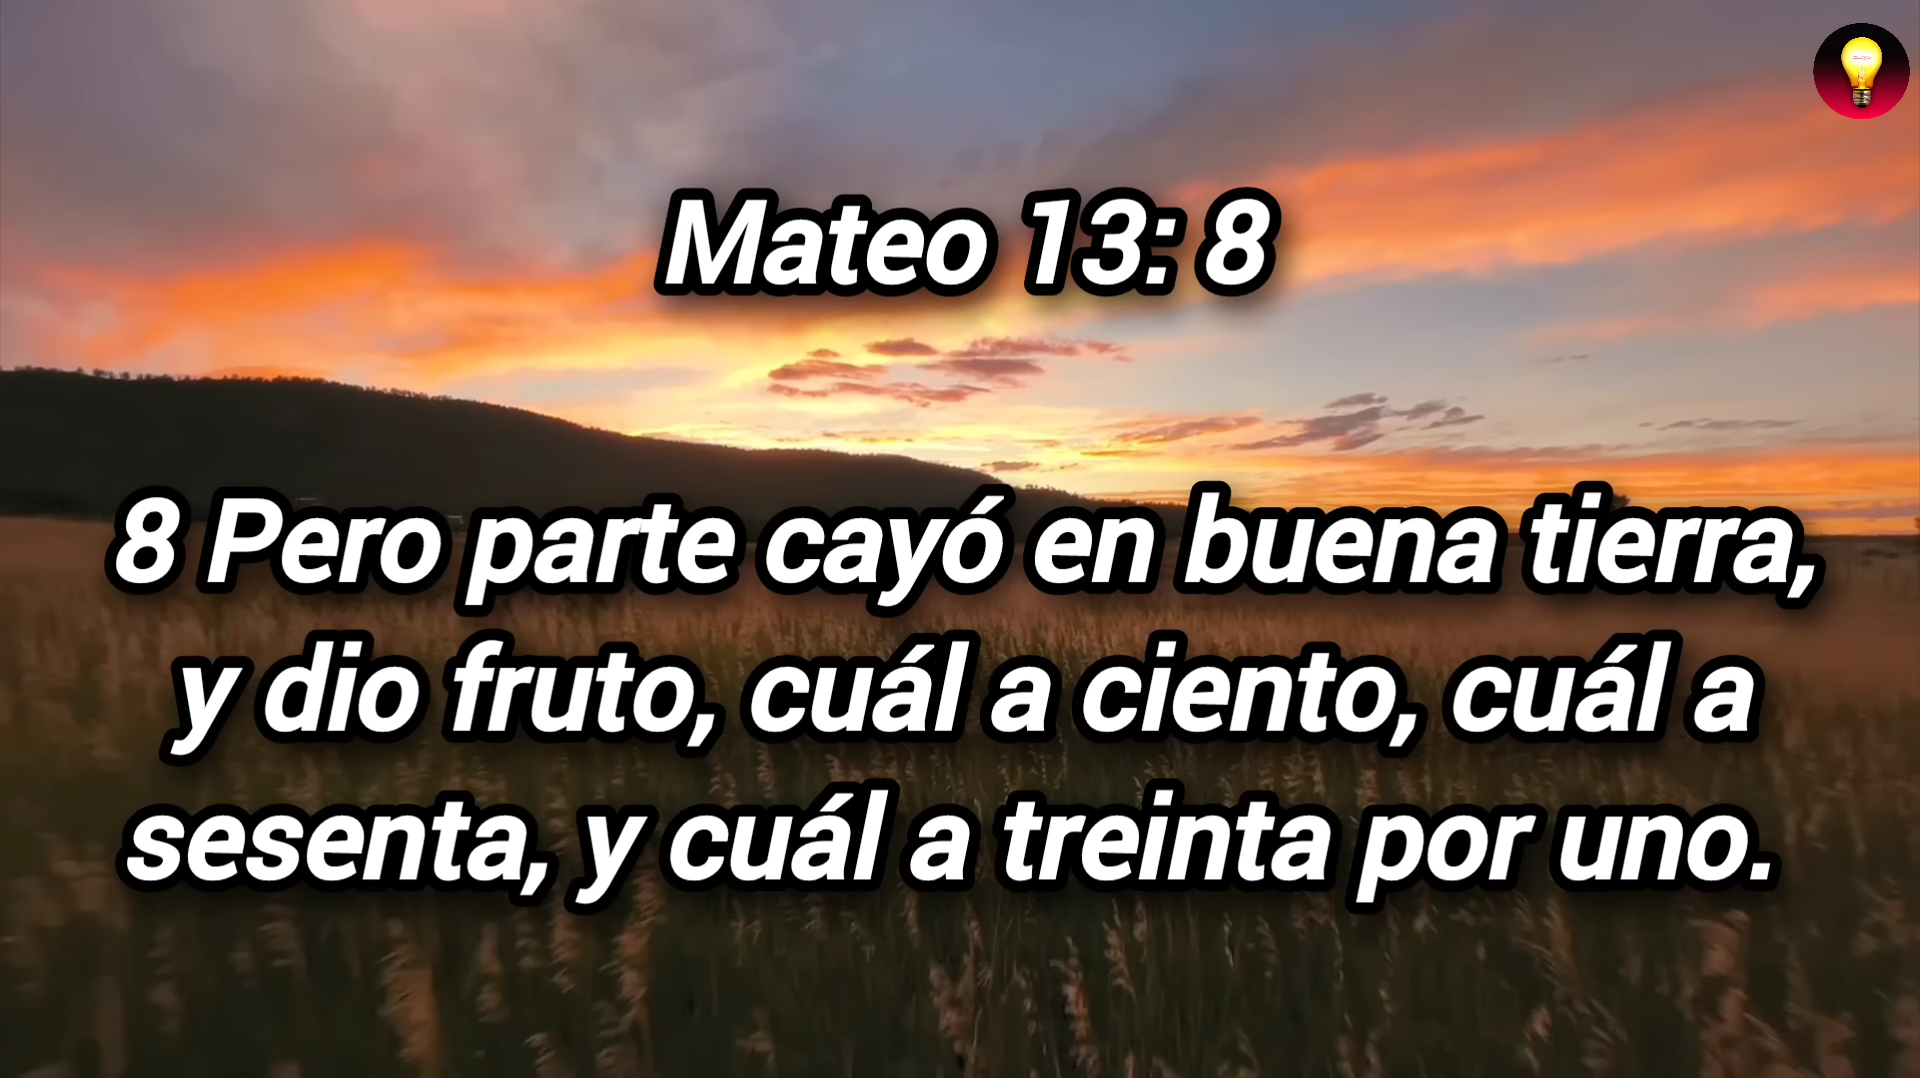 Mateo 13: 8
8 Pero parte cayó en buena tierra,
y dio fruto, cuál a ciento, cuál a
sesenta, y cuál a treinta por uno.